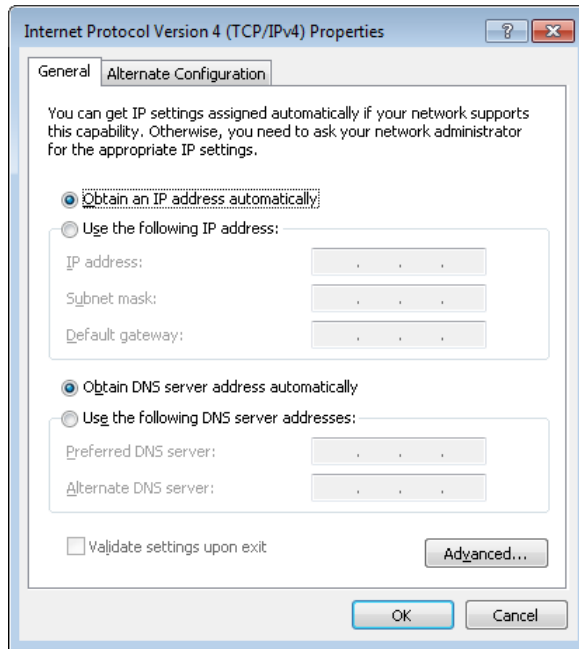 Internet Protocol Version 4 (TCP/IPv4) Properties
General
Alternate Configuration
You can get IP settings assigned automatically if your network supports
this capability. Otherwise, you need to ask your network administrator
for the appropriate IP settings.
Obtain an IP address automatically
Use the following IP address:
IP address:
Subnet mask:
Default gateway:
Obtain DNS server address automatically
Use the following DNS server addresses:
Preferred DNS server:
Alternate DNS server:
Validate settings upon exit
Advanced...
OK
Cancel